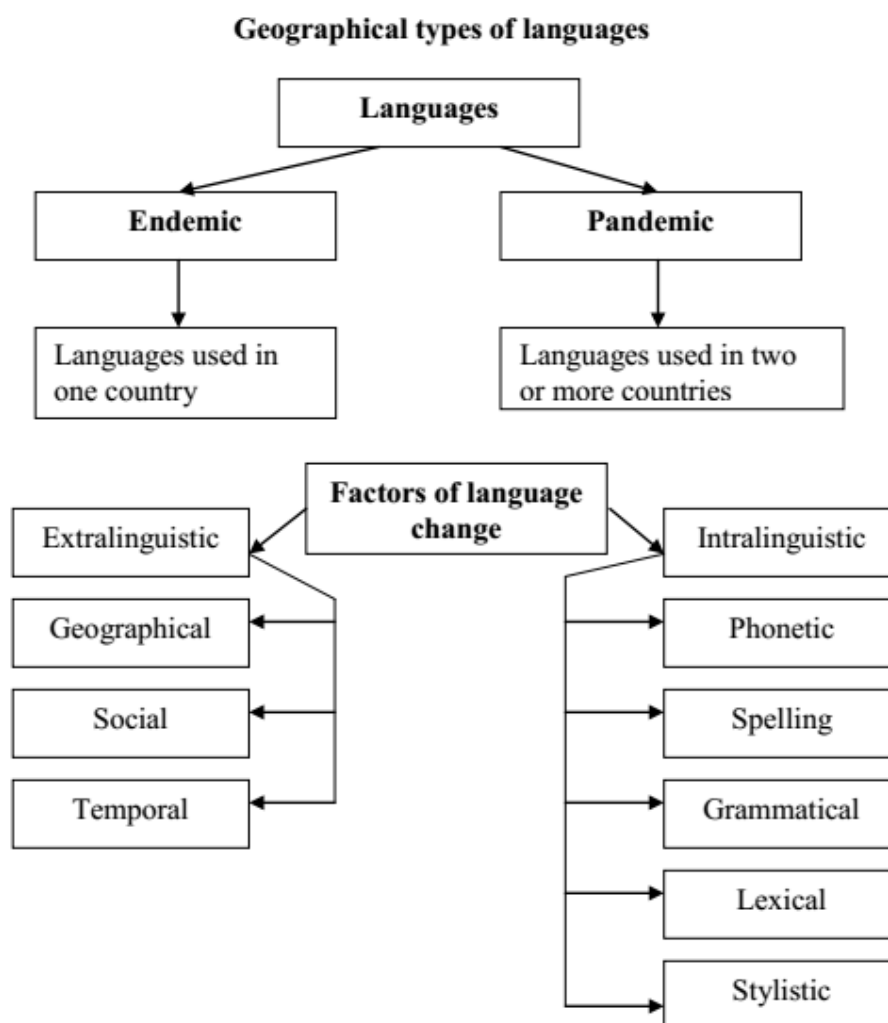 Geographical types of languages
Languages
Endemic
Pandemic
Languages used in
one country
Languages used in two
or more countries
Factors of language
change
Extralinguistic
Geographical
Social
Temporal
Intralinguistic
Phonetic
Spelling
Grammatical
Lexical
Stylistic